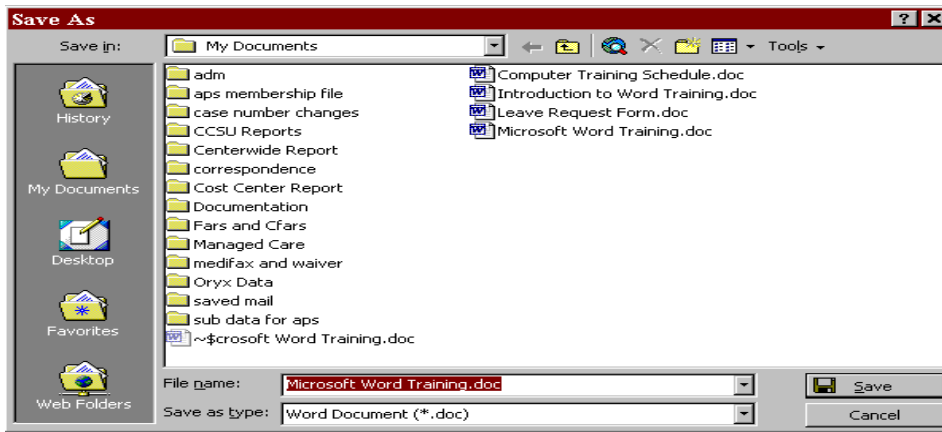 Save As
Save in: My Documents Tools
History
My Documents
Desktop
Favorites
Web Folders
adm
aps membership file
case number changes
CCSU Reports
Centerwide Report
correspondence
Cost Center Report
Documentation
Fars and Cfars
Managed Care
medifax and waiver
Oryx Data
saved mail
sub data for aps
~$crosoft Word Training.doc
Computer Training Schedule.doc
Introduction to Word Training.doc
Leave Request Form.doc
Microsoft Word Training.doc
File name: Microsoft Word Training.doc Save
Save as type: Word Document (*.doc) Cancel